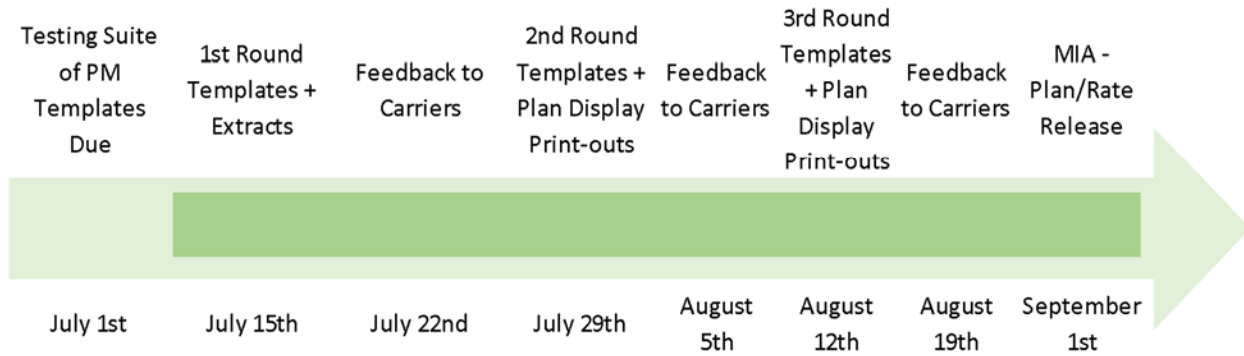 Testing Suite
of PM
Templates
Due
1st Round
Templates +
Extracts
Feedback to
Carriers
2nd Round
Templates +
Plan Display
Print-outs
Feedback
to Carriers
3rd Round
Templates
+ Plan
Display
Print-outs
Feedback
to Carriers
MIA -
Plan/Rate
Release
July 1st
July 15th
July 22nd
July 29th
August
5th
August
12th
August
19th
September
1st